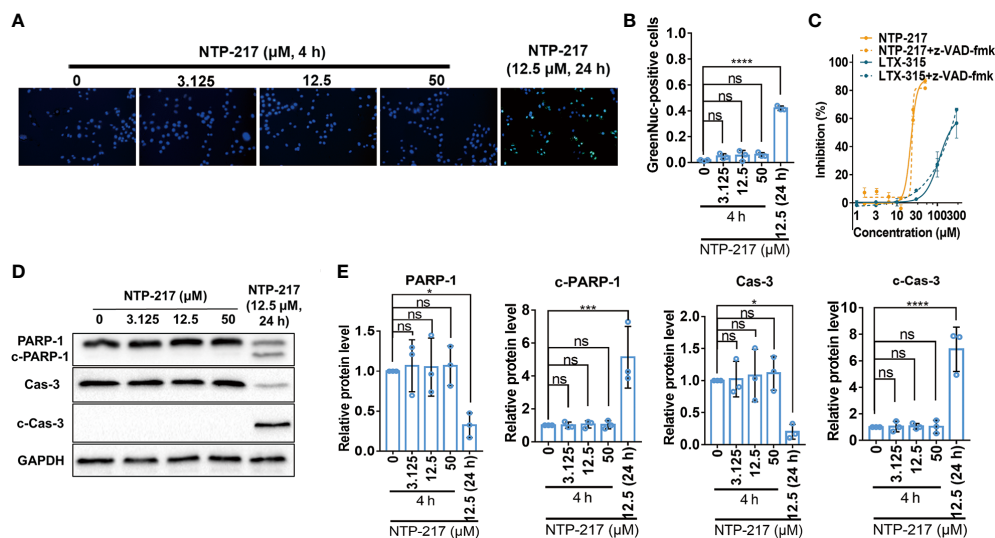 A
NTP-217 (µM, 4 h)
NTP-217
(12.5 µM, 24 h)
0
3.125
12.5
50
B
GreenNuc-positive cells
1.0
0.8
0.6
0.4
0.2
0.0
****
ns
ns
ns
0
3.125
12.5
50
12.5 (24 h)
4 h
NTP-217 (µM)
C
NTP-217
NTP-217+z-VAD-fmk
LTX-315
LTX-315+z-VAD-fmk
Inhibition (%)
100
80
60
40
20
0
1
3
10
30
100
300
Concentration (µM)
D
NTP-217 (µM)
NTP-217
(12.5 µM,
24 h)
0
3.125
12.5
50
PARP-1
c-PARP-1
Cas-3
c-Cas-3
GAPDH
E
PARP-1
Relative protein level
1.5
1.0
0.5
0.0
*
ns
ns
ns
0
3.125
12.5
50
12.5 (24 h)
4 h
NTP-217 (µM)
c-PARP-1
Relative protein level
10
8
6
4
2
0
***
ns
ns
ns
0
3.125
12.5
50
12.5 (24 h)
4 h
NTP-217 (µM)
Cas-3
Relative protein level
2.0
1.5
1.0
0.5
0.0
*
ns
ns
ns
0
3.125
12.5
50
12.5 (24 h)
4 h
NTP-217 (µM)
c-Cas-3
Relative protein level
10
8
6
4
2
0
****
ns
ns
ns
0
3.125
12.5
50
12.5 (24 h)
4 h
NTP-217 (µM)